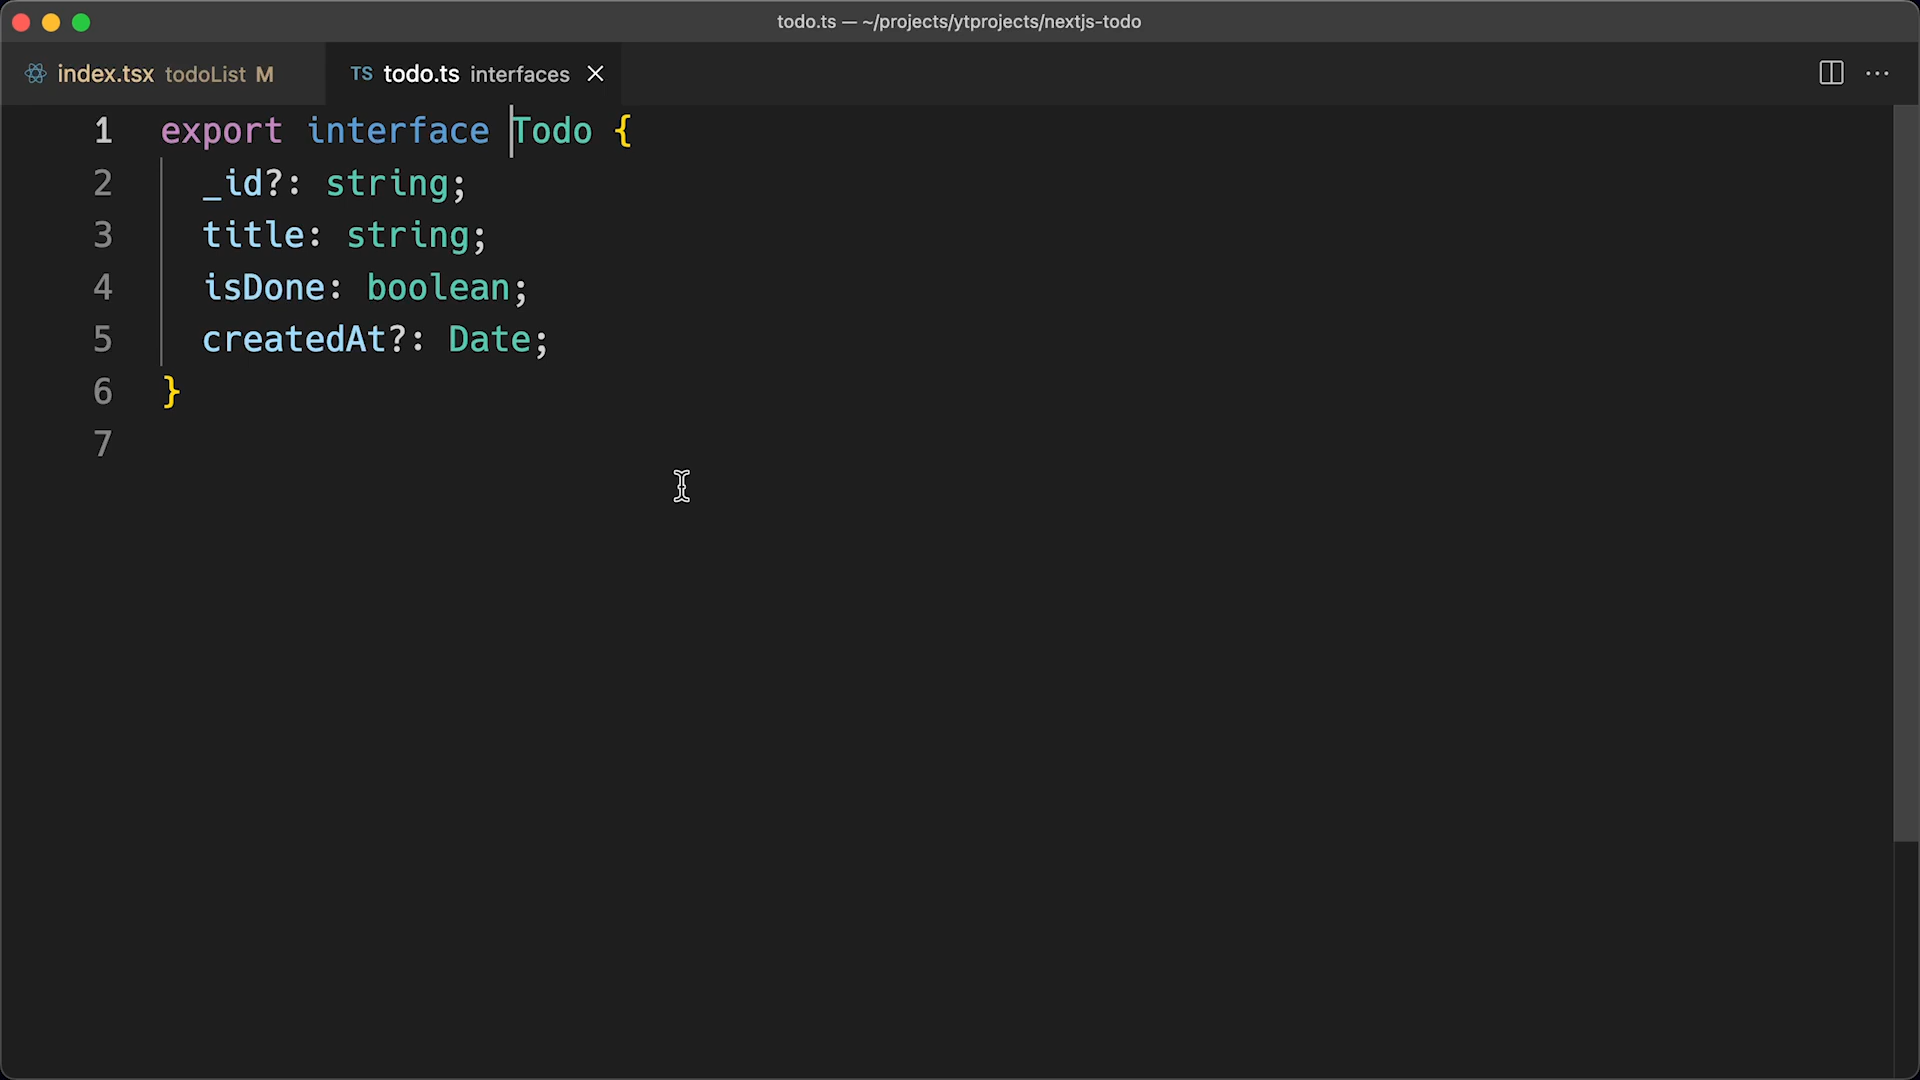 todo.ts — ~/projects/ytprojects/nextjs-todo
index.tsx todoList M
TS todo.ts interfaces
1 export interface Todo {
2 _id?: string;
3 title: string;
4 isDone: boolean;
5 createdAt?: Date;
6 }
7